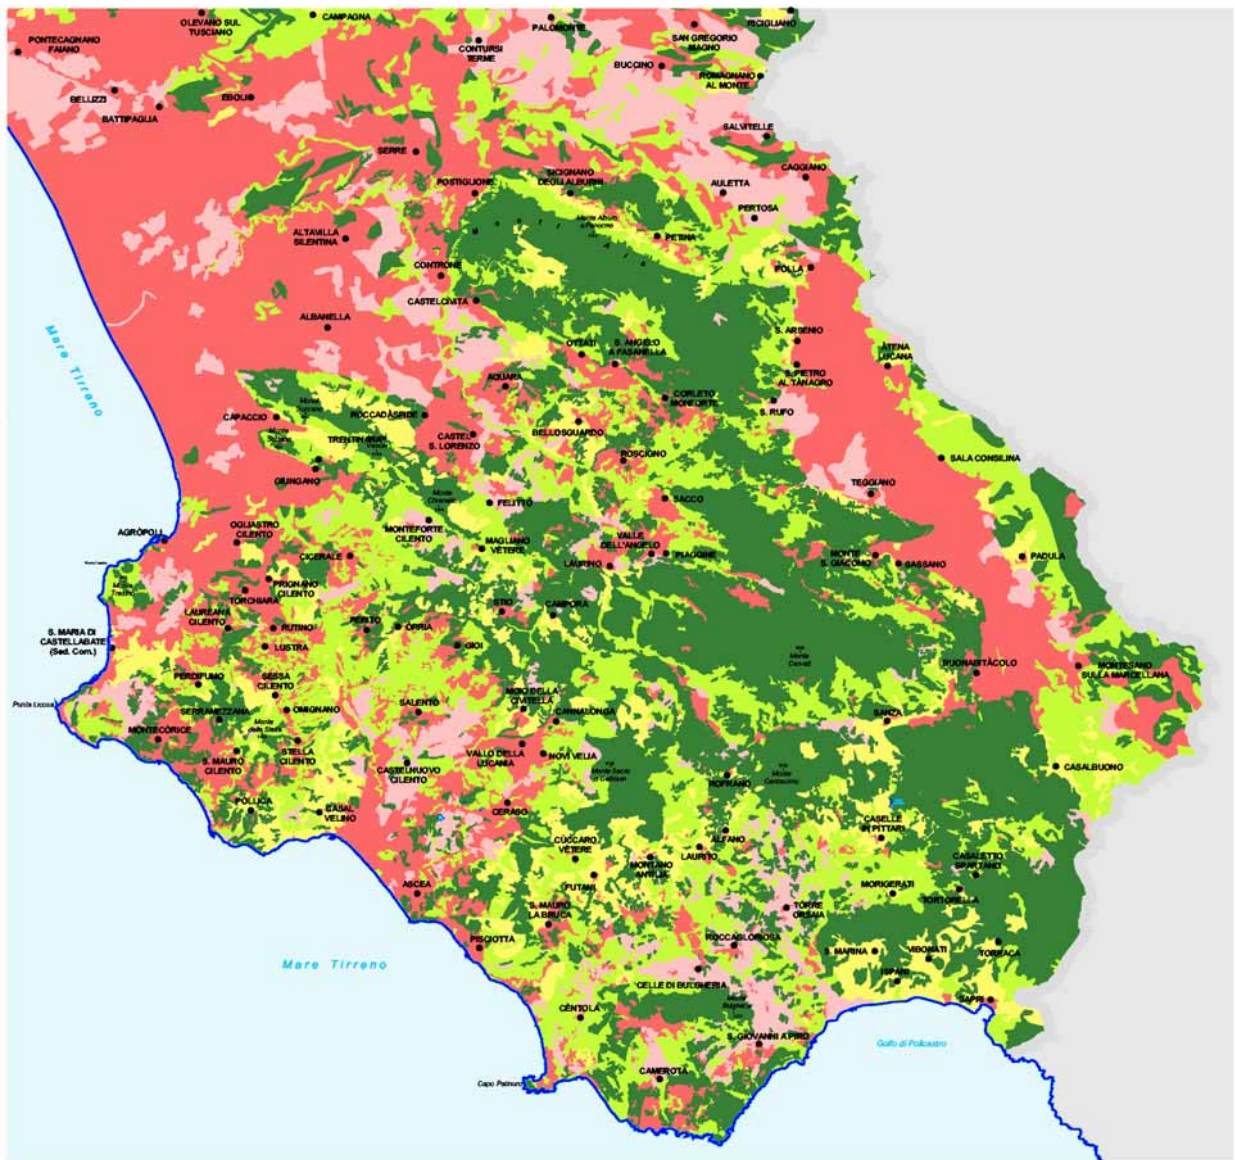 OLEVANO SUL
TUSCIANO
CAMPAGNA
PALOMONTE
RICIGLIANO
PONTECAGNANO
FAIANO
CONTURSI
TERME
SAN GREGORIO
MAGNO
BUCCINO
ROMAGNANO
AL MONTE
BELLIZZI
BATTIPAGLIA
EBOLI
SALVITELLE
SERRE
CAGGIANO
POSTIGLIONE
SICIGNANO
DEGLI ALBURNI
AULETTA
PERTOSA
ALTAVILLA
SILENTINA
PETINA
CONTRONE
POLLA
CASTELCIVITA
ALBANELLA
S. ARSENIO
OTTATI
S. ANGELO
A FASANELLA
ATENA
LUCANA
S. PIETRO
AL TANAGRO
AQUARA
CORLETO
MONFORTE
S. RUFO
Mare Tirreno
CAPACCIO
ROCCADASPIDE
TRENTINARA
CASTEL
S. LORENZO
BELLOSGUARDO
ROSCIGNO
SALA CONSILINA
GIUNGANO
TEGGIANO
FELITTO
SACCO
AGRÒPOLI
OGLIASTRO
CILENTO
MONTEFORTE
CILENTO
MAGLIANO
VETERE
VALLE
DELL'ANGELO
PIAGGINE
CICERALE
LAURINO
MONTE
S. GIACOMO
SASSANO
PADULA
PRIGNANO
CILENTO
TORCHIARA
LAUREANA
CILENTO
RUTINO
PERITO
ORRIA
STIO
CAMPORA
S. MARIA DI
CASTELLABATE
(Sed. Com.)
LUSTRA
GIOI
BUONABITÀCOLO
MONTESANO
SULLA MARCELLANA
PERDIFUMO
SESSA
CILENTO
MOIO DELLA
CIVITELLA
Punta Licosa
SERRAMEZZANA
OMIGNANO
SALENTO
CANNALONGA
SANZA
MONTECORICE
S. MAURO
CILENTO
STELLA
CILENTO
VALLO DELLA
LUCANIA
NOVI VELIA
CASTELNUOVO
CILENTO
ROFRANO
CASALBUONO
POLLICA
CASAL
VELINO
CERASO
CASELLE
IN PITTARI
ALFANO
CÙCCARO
VÈTERE
LAURITO
MONTANO
ANTILIA
CASALETTO
SPARTANO
FUTANI
ASCEA
MORIGERATI
TORTORELLA
S. MAURO
LA BRUCA
TORRE
ORSAIA
PISCIOTTA
ROCCAGLORIOSA
S. MARINA
VIBONATI
TORRACA
Mare Tirreno
ISPANI
CELLE DI BULGHERIA
SAPRI
CENTOLA
S. GIOVANNI A PIRO
Golfo di Policastro
CAMEROTA
Capo Palinuro